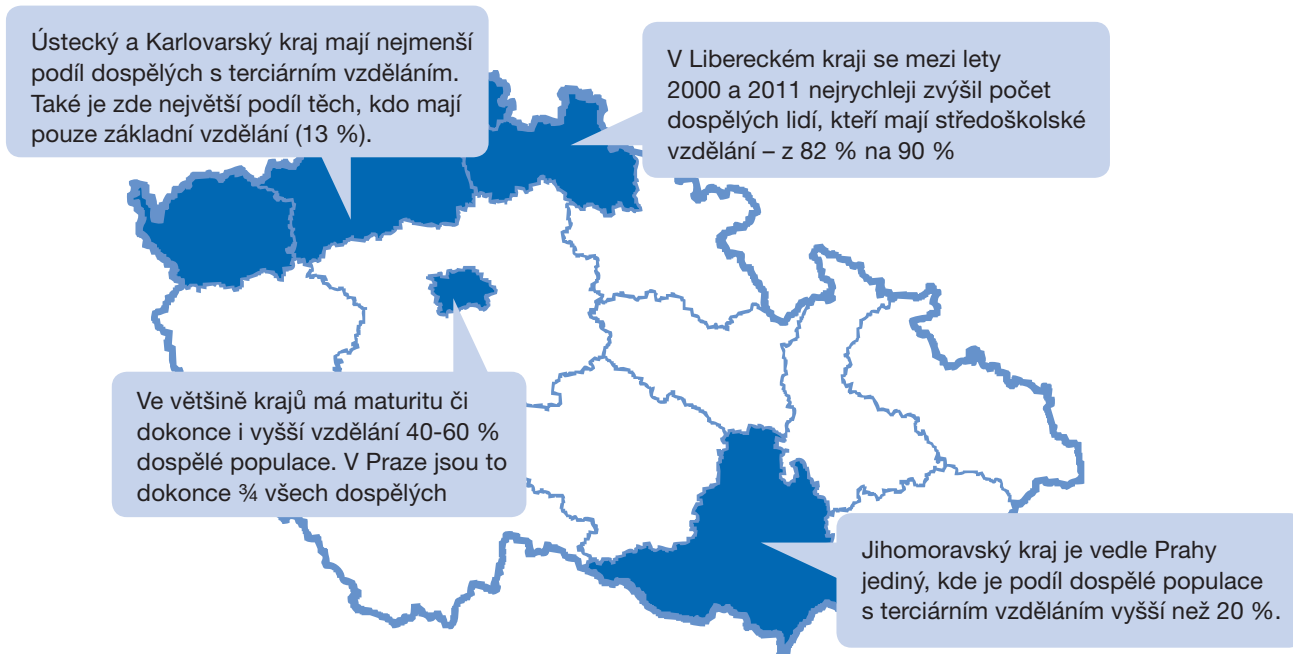 Ústecký a Karlovarský kraj mají nejmenší
podíl dospělých s terciárním vzděláním.
Také je zde největší podíl těch, kdo mají
pouze základní vzdělání (13 %).
V Libereckém kraji se mezi lety
2000 a 2011 nejrychleji zvýšil počet
dospělých lidí, kteří mají středoškolské
vzdělání – z 82 % na 90 %
Ve většině krajů má maturitu či
dokonce i vyšší vzdělání 40-60 %
dospělé populace. V Praze jsou to
dokonce ¾ všech dospělých
Jihomoravský kraj je vedle Prahy
jediný, kde je podíl dospělé populace
s terciárním vzděláním vyšší než 20 %.